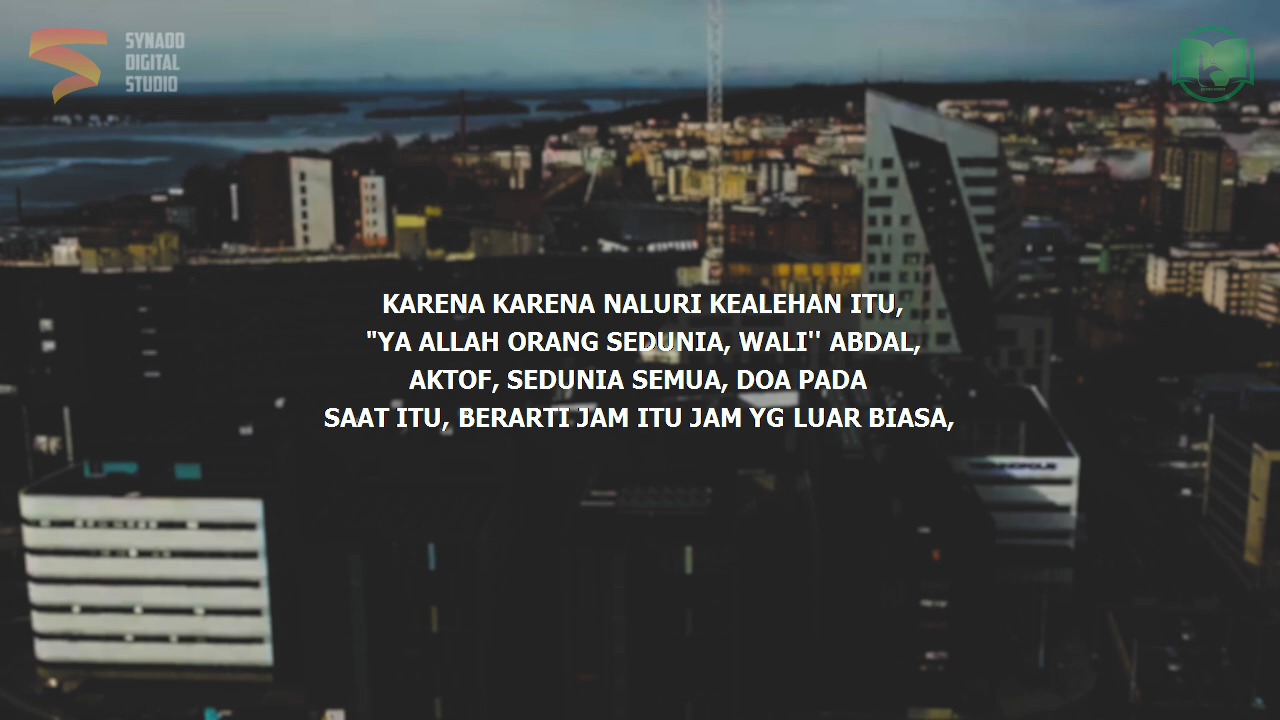 SYNADO
DIGITAL
STUDIO
KARENA KARENA NALURI KEALEHAN ITU,
"YA ALLAH ORANG SEDUNIA, WALI'' ABDAL,
AKTOF, SEDUNIA SEMUA, DOA PADA
SAAT ITU, BERARTI JAM ITU JAM YG LUAR BIASA,